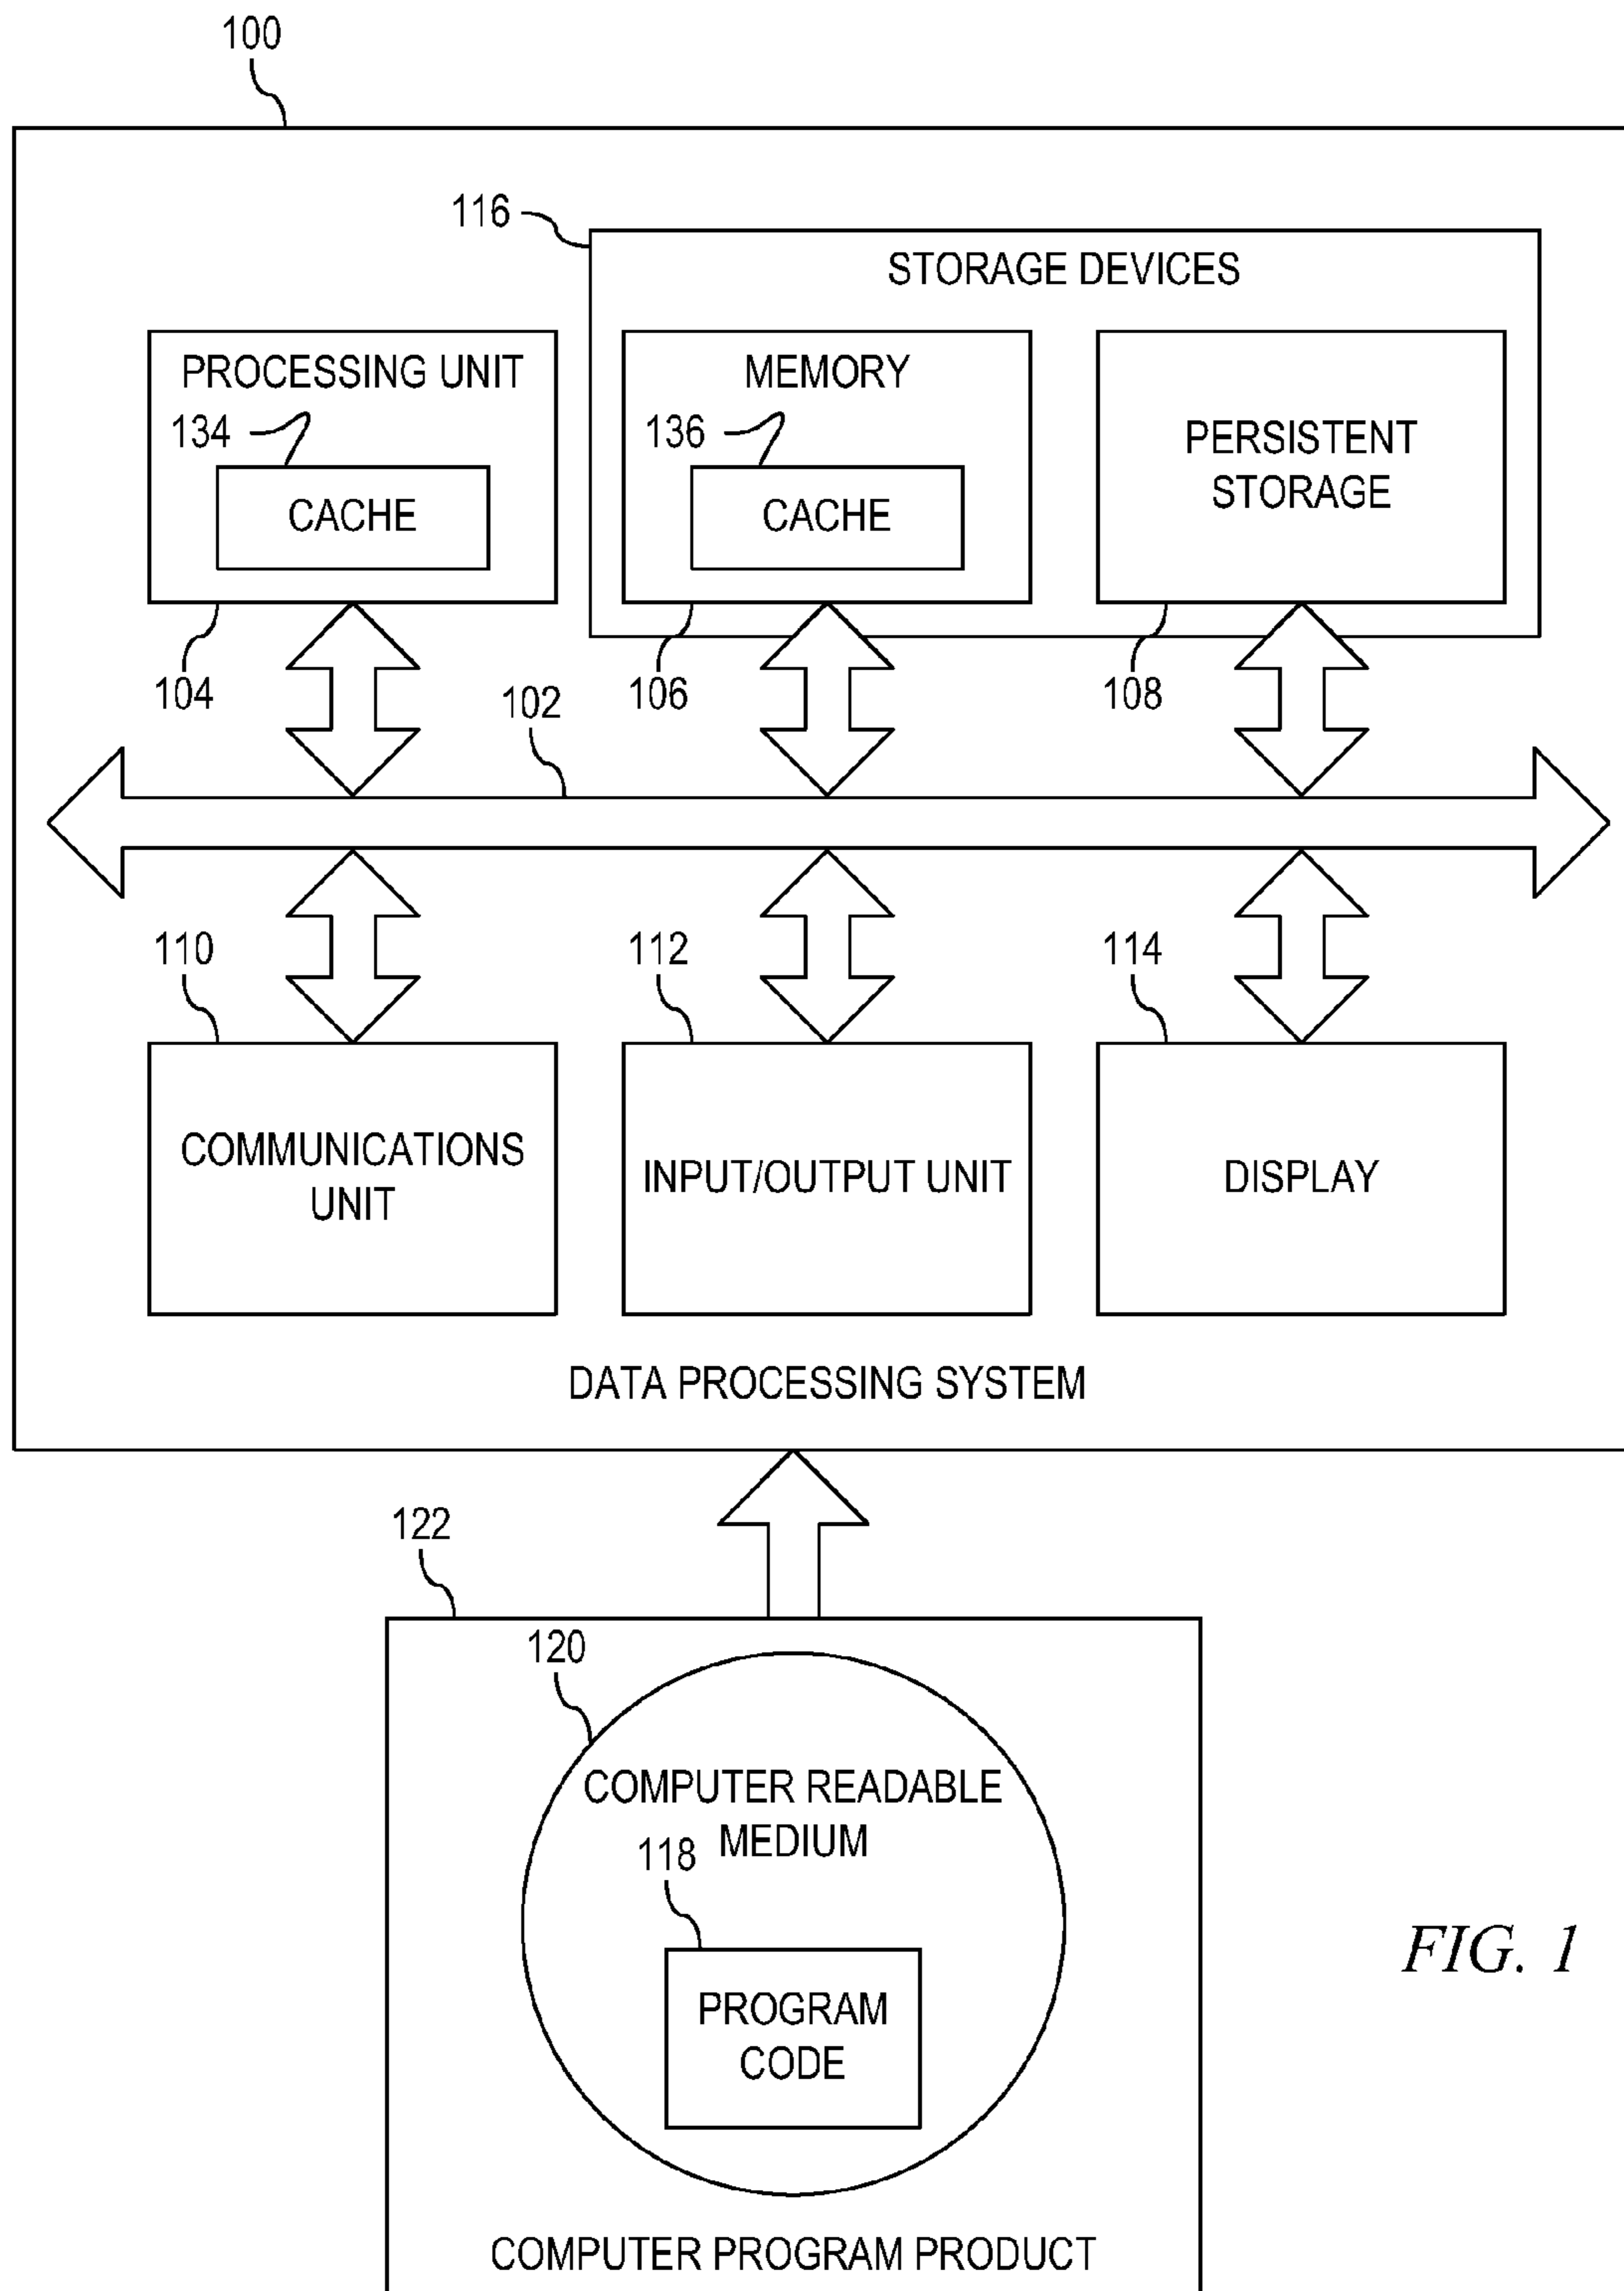 100
116
STORAGE DEVICES
PROCESSING UNIT
134
CACHE
MEMORY
136
CACHE
PERSISTENT
STORAGE
104
106
108
102
110
112
114
COMMUNICATIONS
UNIT
INPUT/OUTPUT UNIT
DISPLAY
DATA PROCESSING SYSTEM
122
120
COMPUTER READABLE
MEDIUM
118
PROGRAM
CODE
COMPUTER PROGRAM PRODUCT
FIG. 1